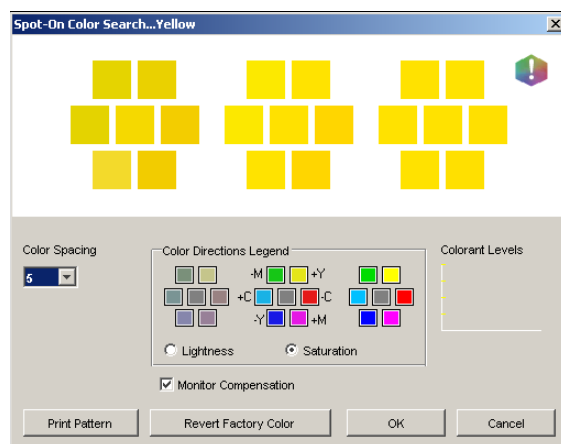 Spot-On Color Search...Yellow
Color Spacing
5
Color Directions Legend
-M +Y
+C -C
-Y +M
Lightness Saturation
Colorant Levels
Monitor Compensation
Print Pattern Revert Factory Color OK Cancel